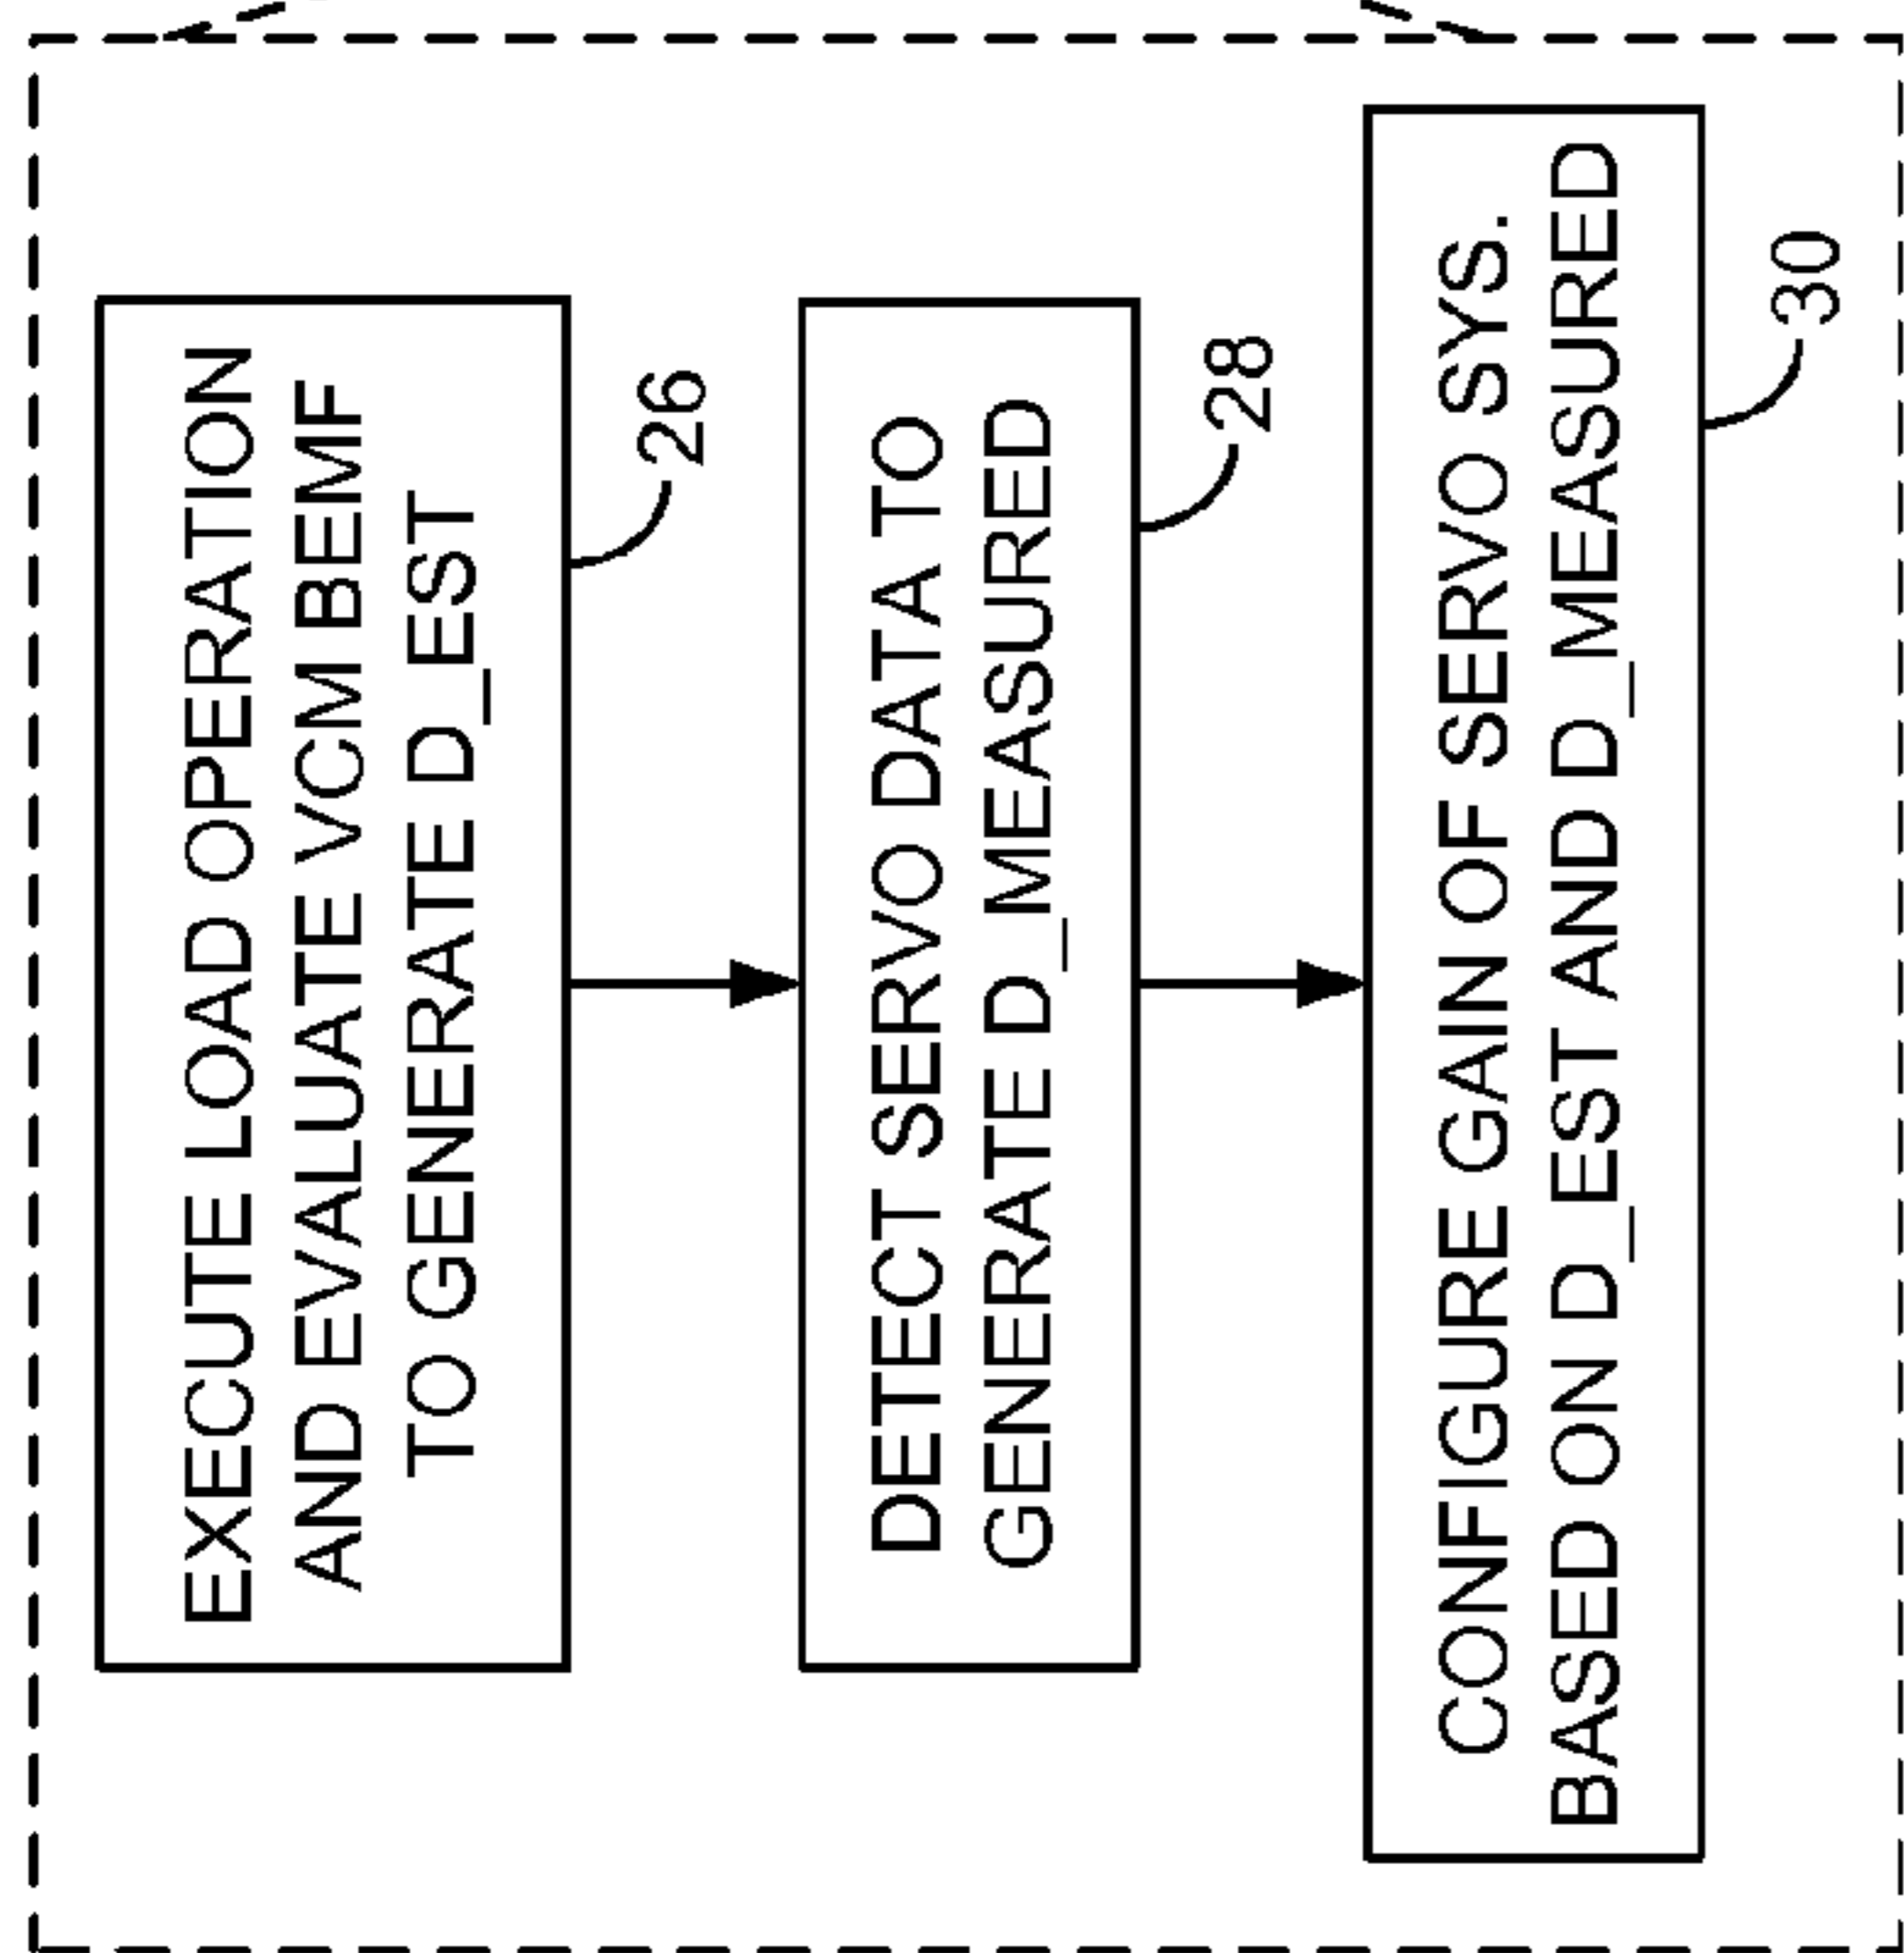 EXECUTE LOAD OPERATION
AND EVALUATE VCM BEMF
TO GENERATE D_EST
26
DETECT SERVO DATA TO
GENERATE D_MEASURED
28
CONFIGURE GAIN OF SERVO SYS.
BASED ON D_EST AND D_MEASURED
30